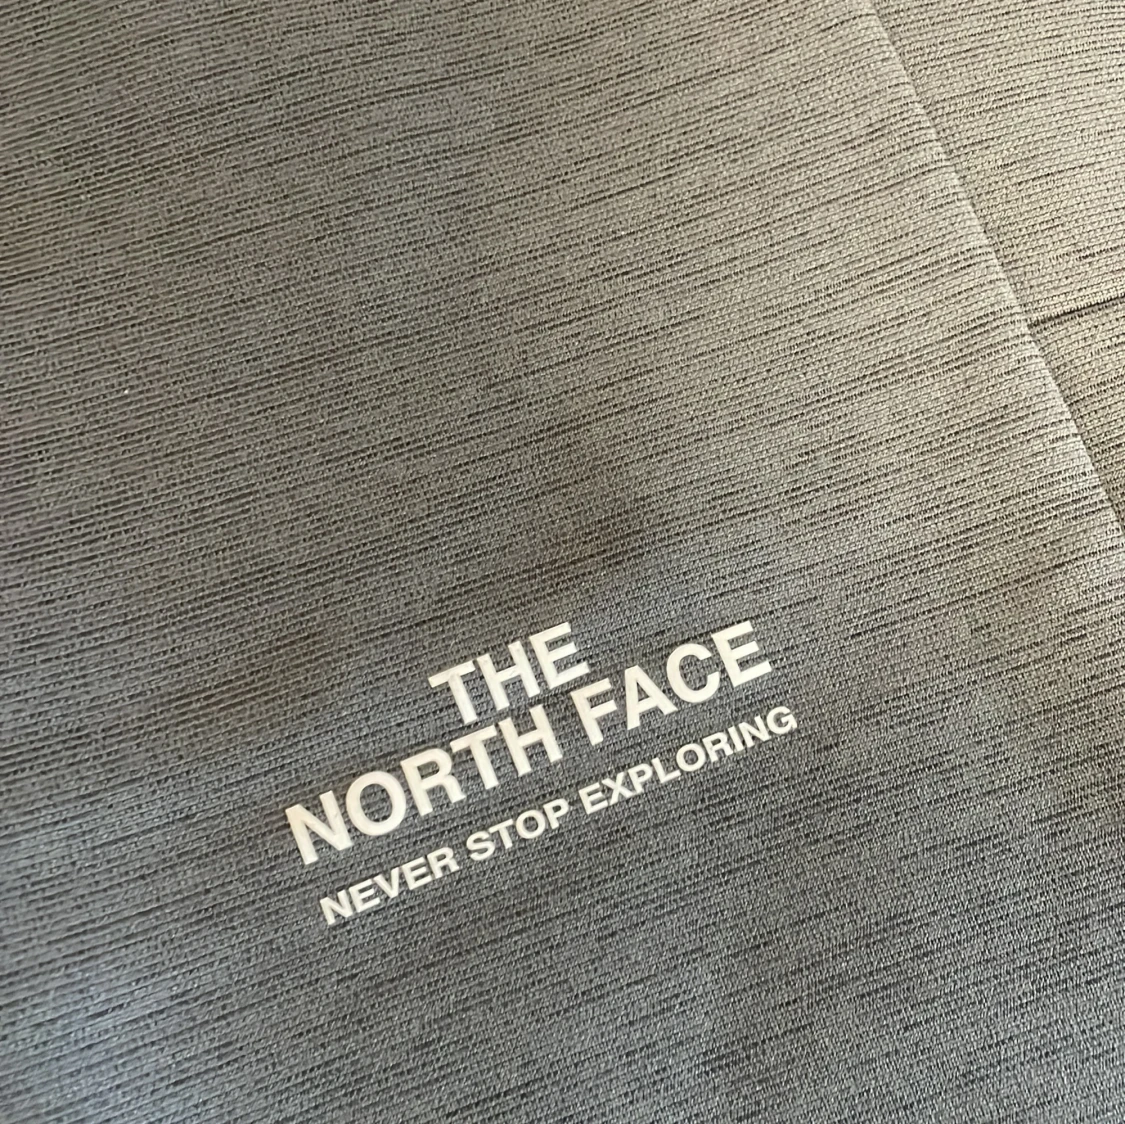 THE
NORTH FACE
NEVER STOP EXPLORING